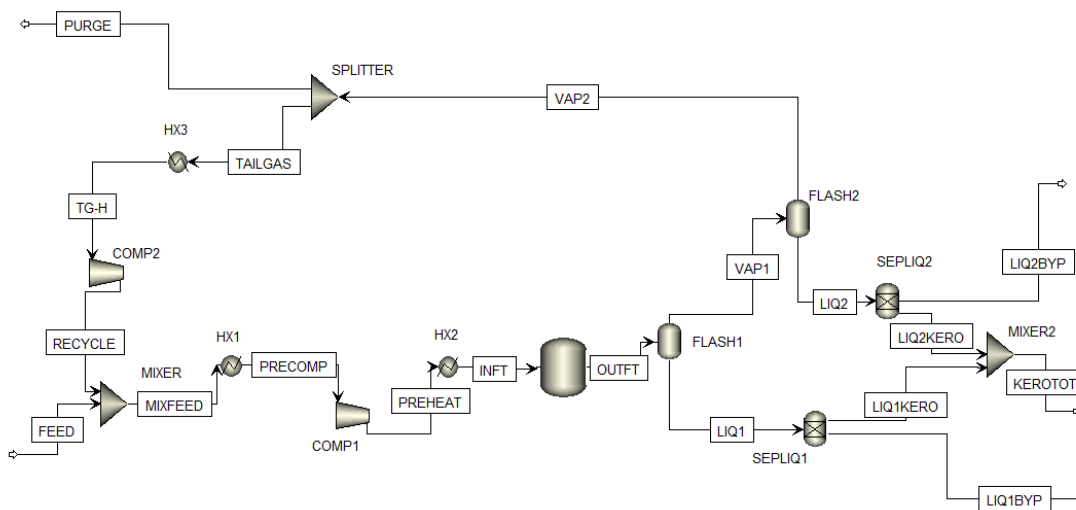 PURGE
SPLITTER
VAP2
HX3
TAILGAS
TG-H
FLASH2
COMP2
VAP1
SEPLIQ2
LIQ2BYP
LIQ2
RECYCLE
HX1
HX2
FLASH1
LIQ2KERO
MIXER2
MIXER
PRECOMP
INFT
OUTFT
KEROTOT
MIXFEED
PREHEAT
LIQ1KERO
FEED
COMP1
LIQ1
SEPLIQ1
LIQ1BYP